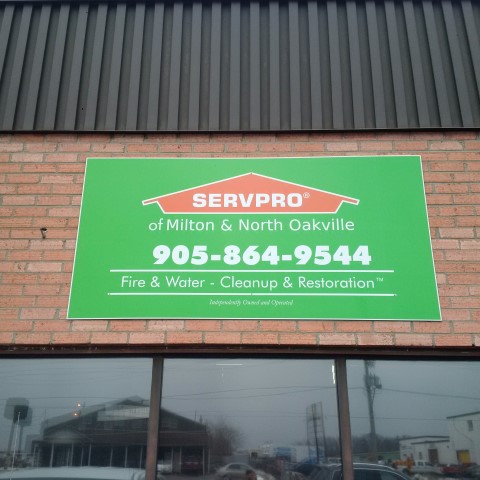 SERVPRO®
of Milton & North Oakville
905-864-9544
Fire & Water - Cleanup & Restoration™
Independently Owned and Operated